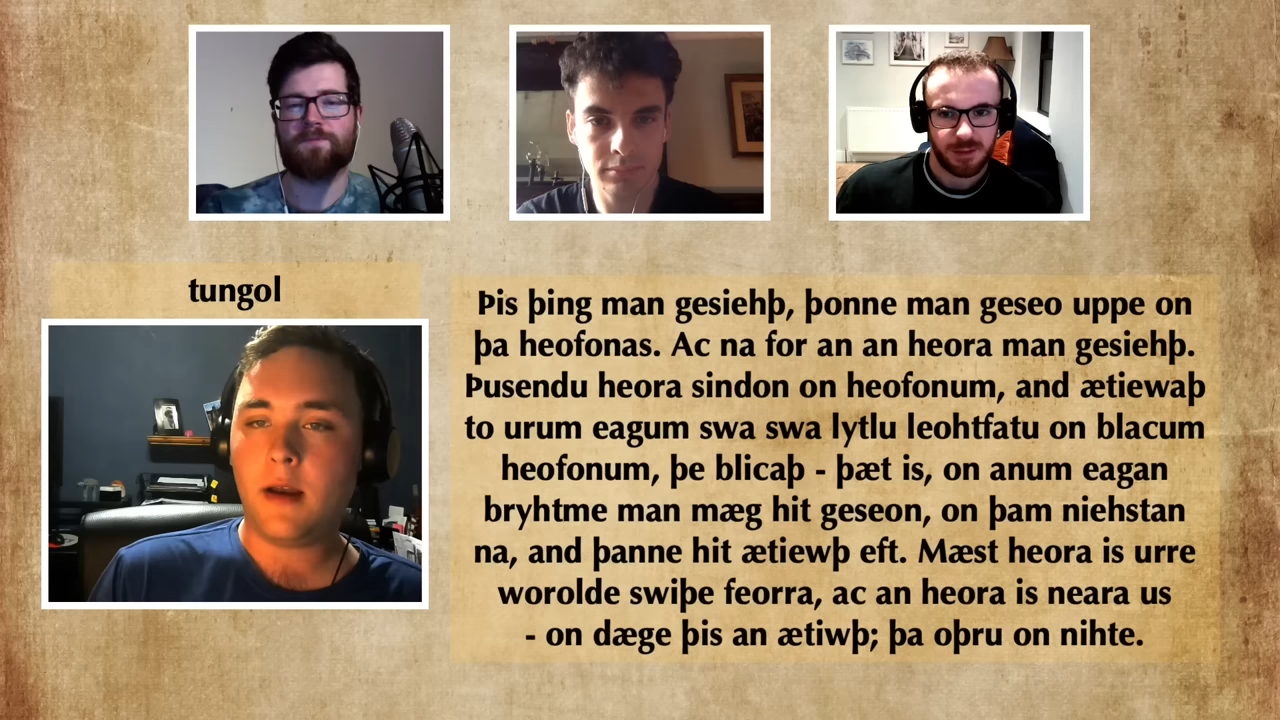 tungol
Þis þing man gesiehþ, þonne man geseo uppe on
þa heofonas. Ac na for an an heora man gesiehþ.
Þusendu heora sindon on heofonum, and ætiewaþ
to urum eagum swa swa lytlu leohtfatu on blacum
heofonum, þe blicaþ - þæt is, on anum eagan
bryhtme man mæg hit geseon, on þam niehstan
na, and þanne hit ætiewþ eft. Mæst heora is urre
worolde swiþe feorra, ac an heora is neara us
- on dæge þis an ætiwþ; þa oþru on nihte.